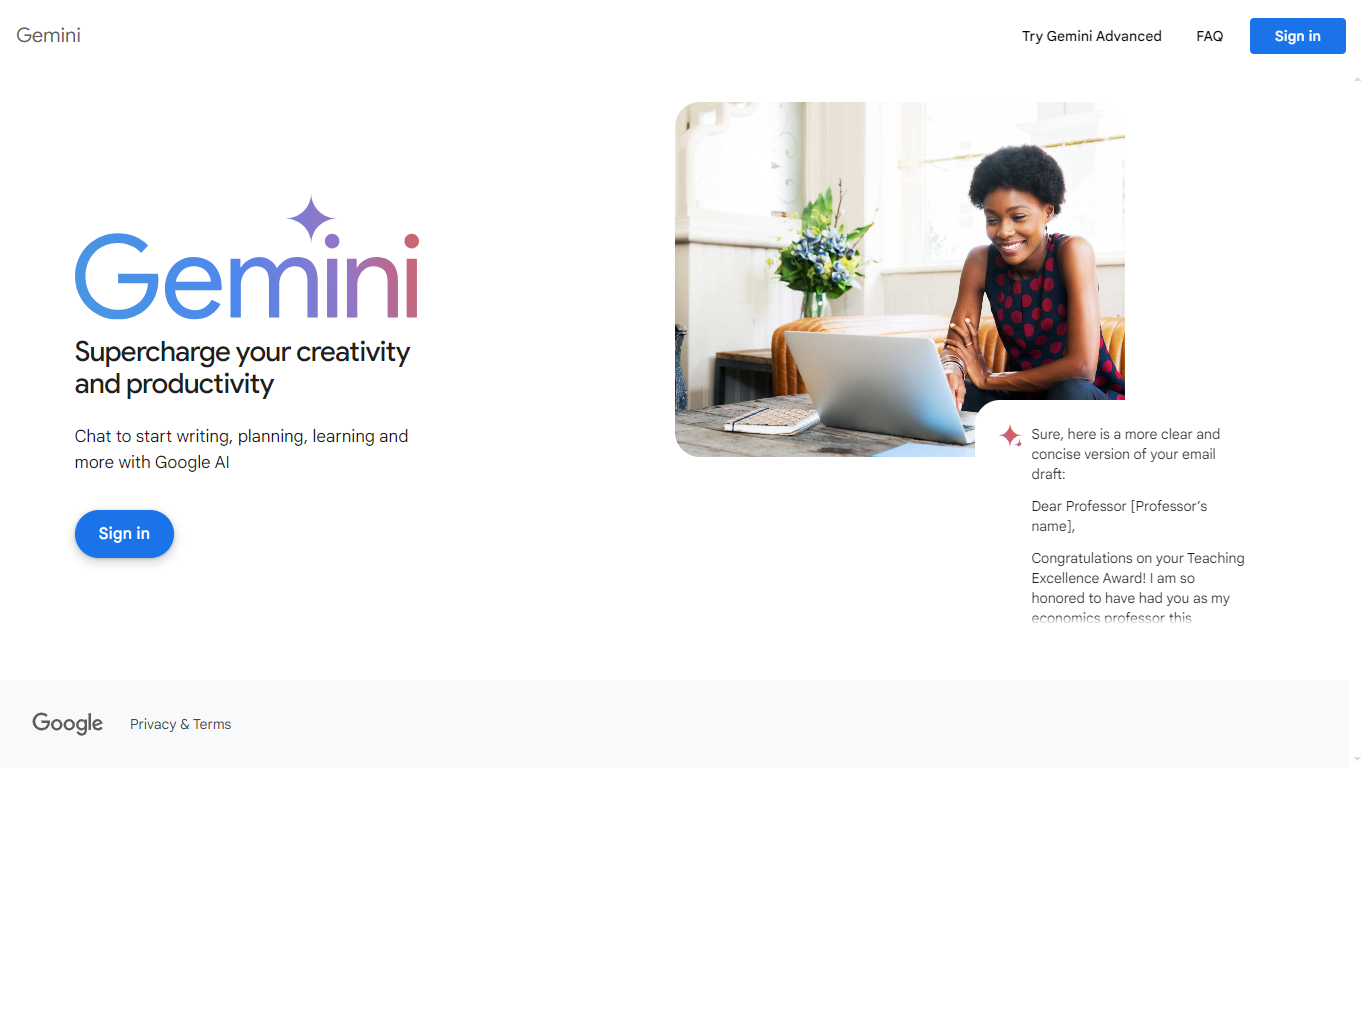 Gemini
Try Gemini Advanced
FAQ
Sign in
Gemini
Supercharge your creativity
and productivity
Chat to start writing, planning, learning and
more with Google AI
Sign in
Sure, here is a more clear and
concise version of your email
draft:
Dear Professor [Professor’s
name],
Congratulations on your Teaching
Excellence Award! I am so
honored to have had you as my
economics professor this
Google
Privacy & Terms